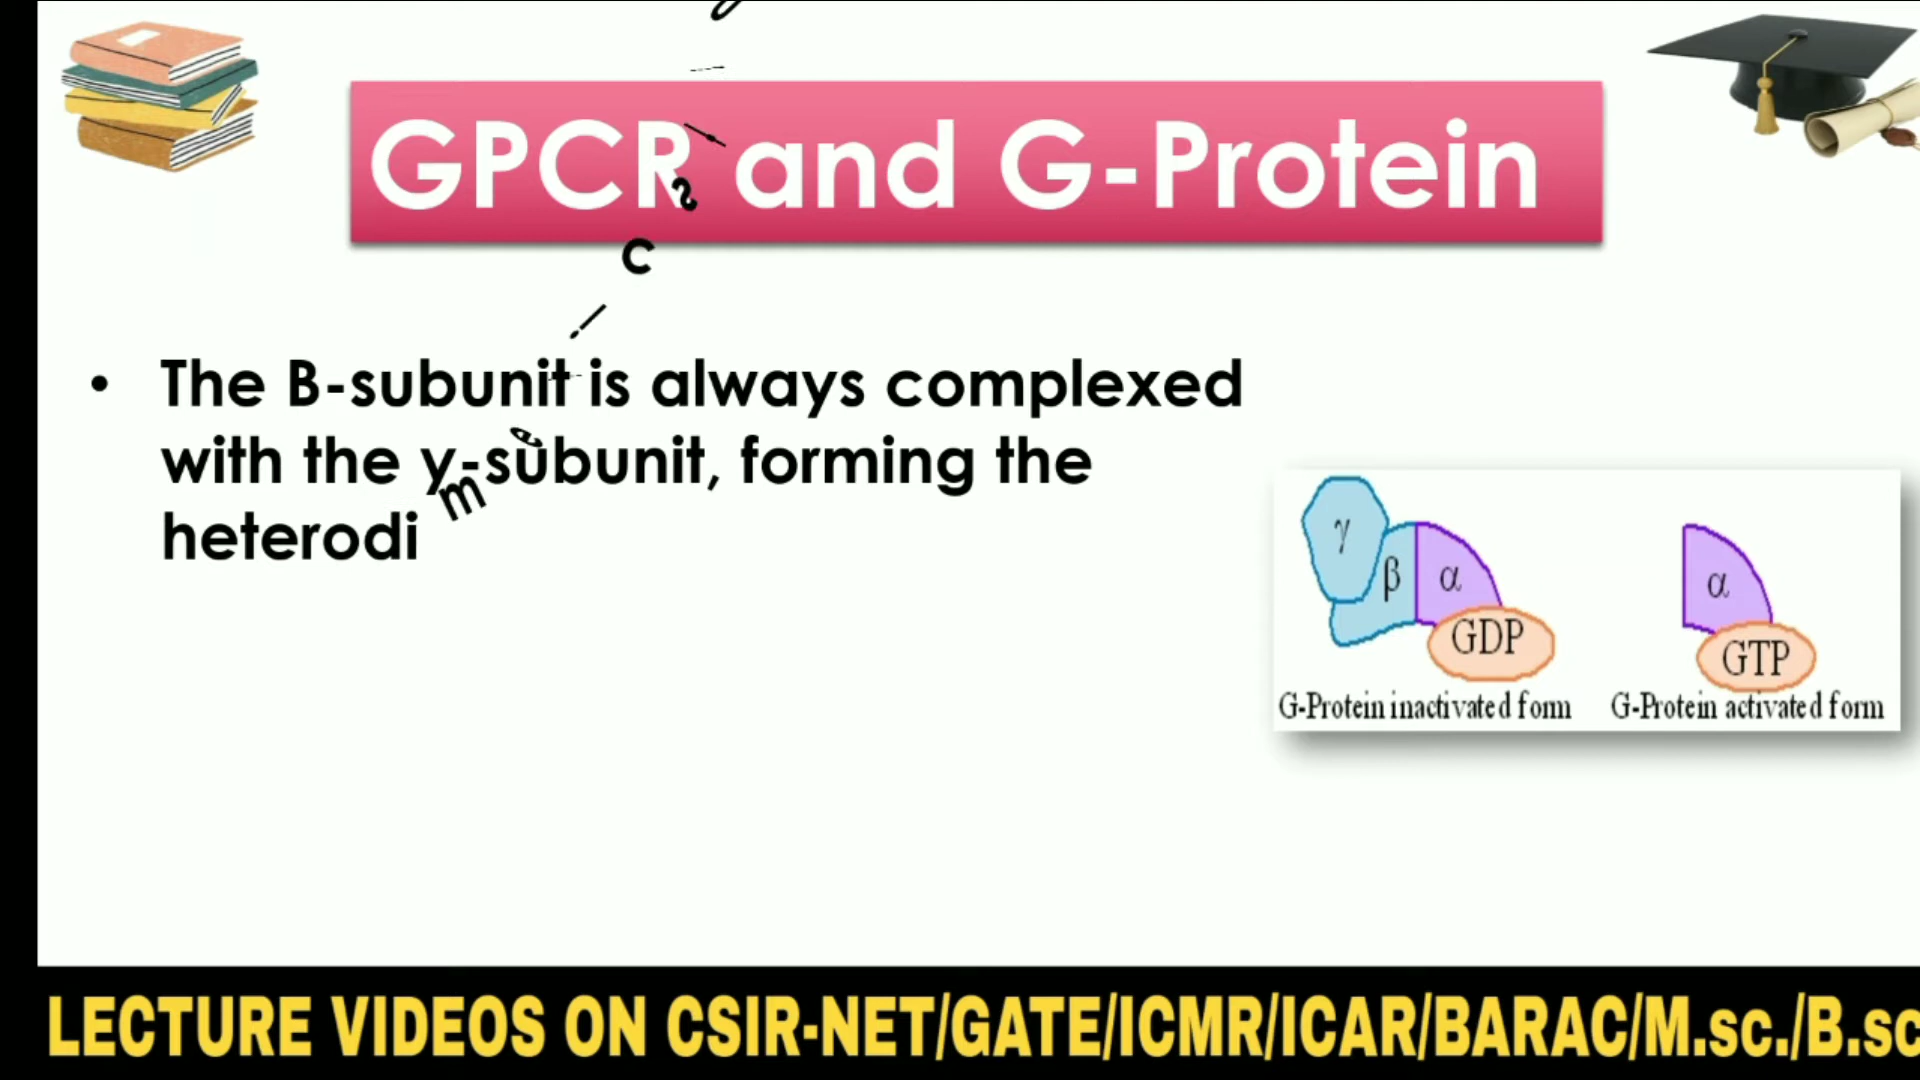 GPCR and G-Protein
• The B-subunit is always complexed
with the y-subunit, forming the
heterodi
m
e
c
γ
β
α
GDP
α
GTP
G-Protein inactivated form
G-Protein activated form
LECTURE VIDEOS ON CSIR-NET/GATE/ICMR/ICAR/BARAC/M.sc./B.sc